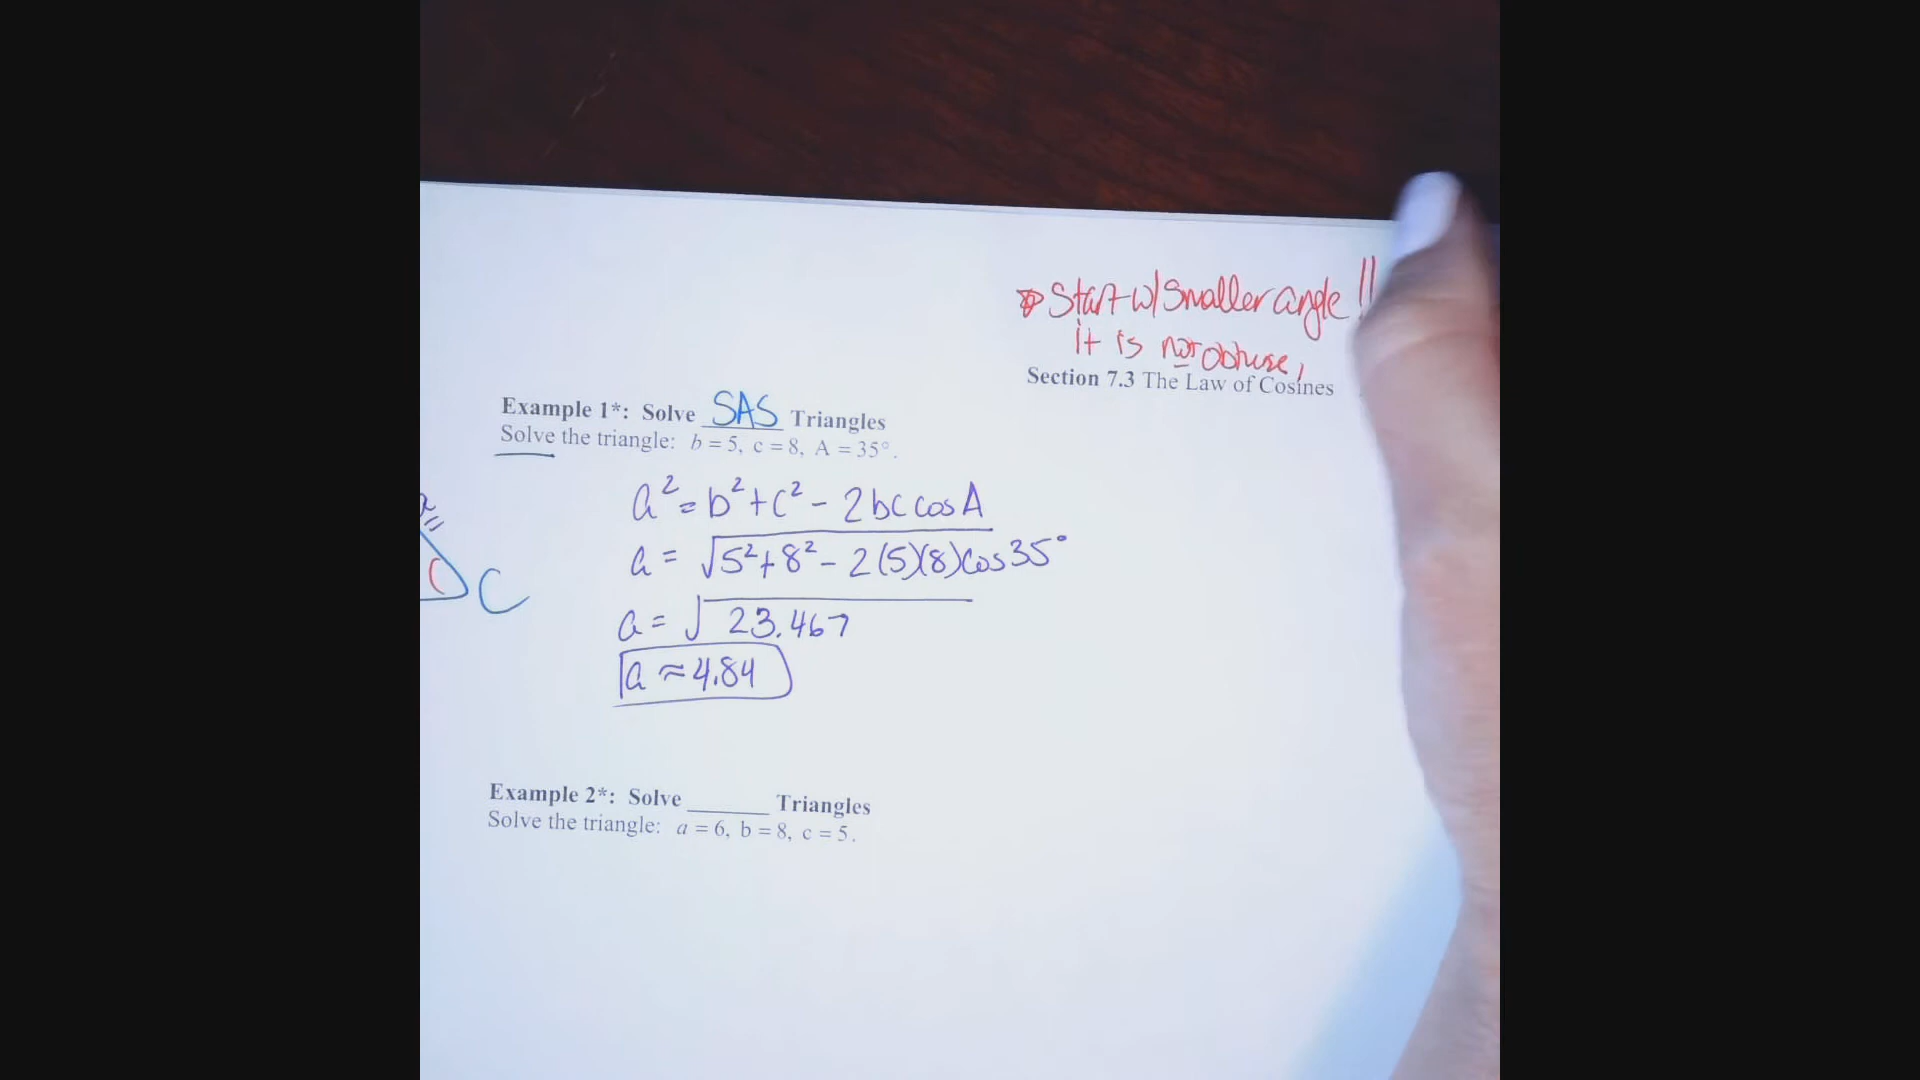 Start w/ smaller angle!!
it is not obtuse,
Section 7.3 The Law of Cosines
Example 1*: Solve SAS Triangles
Solve the triangle: b = 5, c = 8, A = 35°.
a² = b² + c² - 2bc cos A
a = √5² + 8² - 2(5)(8)cos 35°
a = √23.467
a ≈ 4.84
a
C
Example 2*: Solve ______ Triangles
Solve the triangle: a = 6, b = 8, c = 5.